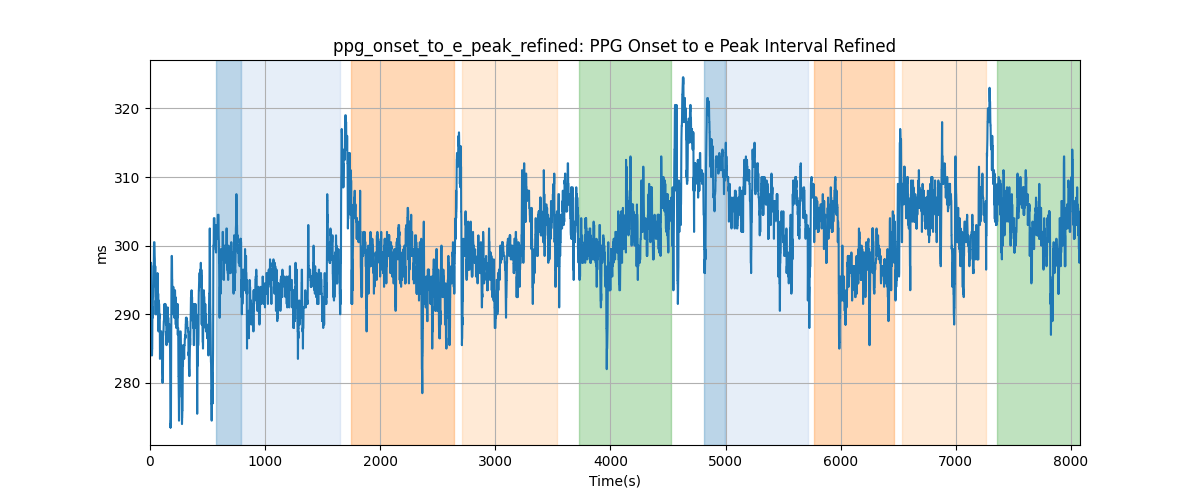 ppg_onset_to_e_peak_refined: PPG Onset to e Peak Interval Refined
320
310
300
290
280
ms
0 1000 2000 3000 4000 5000 6000 7000 8000
Time(s)